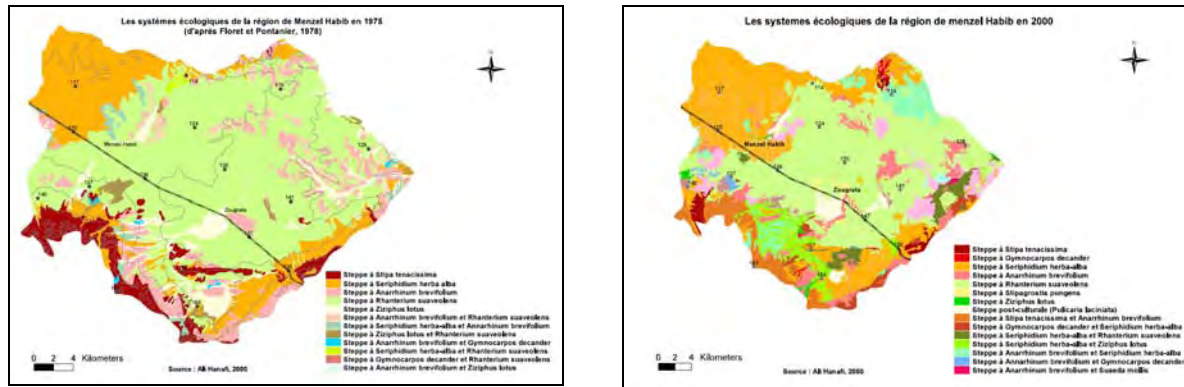 Les systèmes écologiques de la région de Menzel Habib en 1975
(d'aprés Floret et Pontanier, 1978)
Menzel Habib
Zougrata
Steppe à Stipa tenacissima
Steppe à Seriphidium herba alba
Steppe à Anarrhinum brevifolium
Steppe à Rhanterium suaveolens
Steppe à Ziziphus lotus
Steppe à Anarrhinum brevifolium et Rhanterium suaveolens
Steppe à Seriphidium herba-alba et Annarhinum brevifolium
Steppe à Ziziphus lotus et Rhanterium suaveolens
Steppe à Anarrhinum brevifolium et Gymnocarpos decander
Steppe à Seriphidium herba-alba et Rhanterium suaveolens
Steppe à Gymnocarpos decander et Rhanterium suaveolens
Steppe à Anarrhinum brevifolium et Ziziphus lotus
0 2 4 Kilometers
Source : Ali Hanafi, 2000
Les systemes écologiques de la région de menzel Habib en 2000
Menzel Habib
Zougrata
Steppe à Stipa tenacissima
Steppe à Gymnocarpos decander
Steppe à Seriphidium herba-alba
Steppe à Anarrhinum brevifolium
Steppe à Rhanterium suaveolens
Steppe à Stipagrostis pungens
Steppe à Ziziphus lotus
Steppe post-culturale (Pulicaria laciniata)
Steppe à Stipa tenacissima et Anarrhinum brevifolium
Steppe à Gymnocarpos decander et Seriphidium herba-alba
Steppe à Seriphidium herba-alba et Rhanterium suaveolens
Steppe à Seriphidium herba-alba et Ziziphus lotus
Steppe à Anarrhinum brevifolium et Seriphidium herba-alba
Steppe à Annarhinum brevifolium et Gymnocarpos decander
Steppe à Anarrhinum brevifolium et Suaeda mollis
0 2 4 Kilometers
Source : Ali Hanafi, 2000